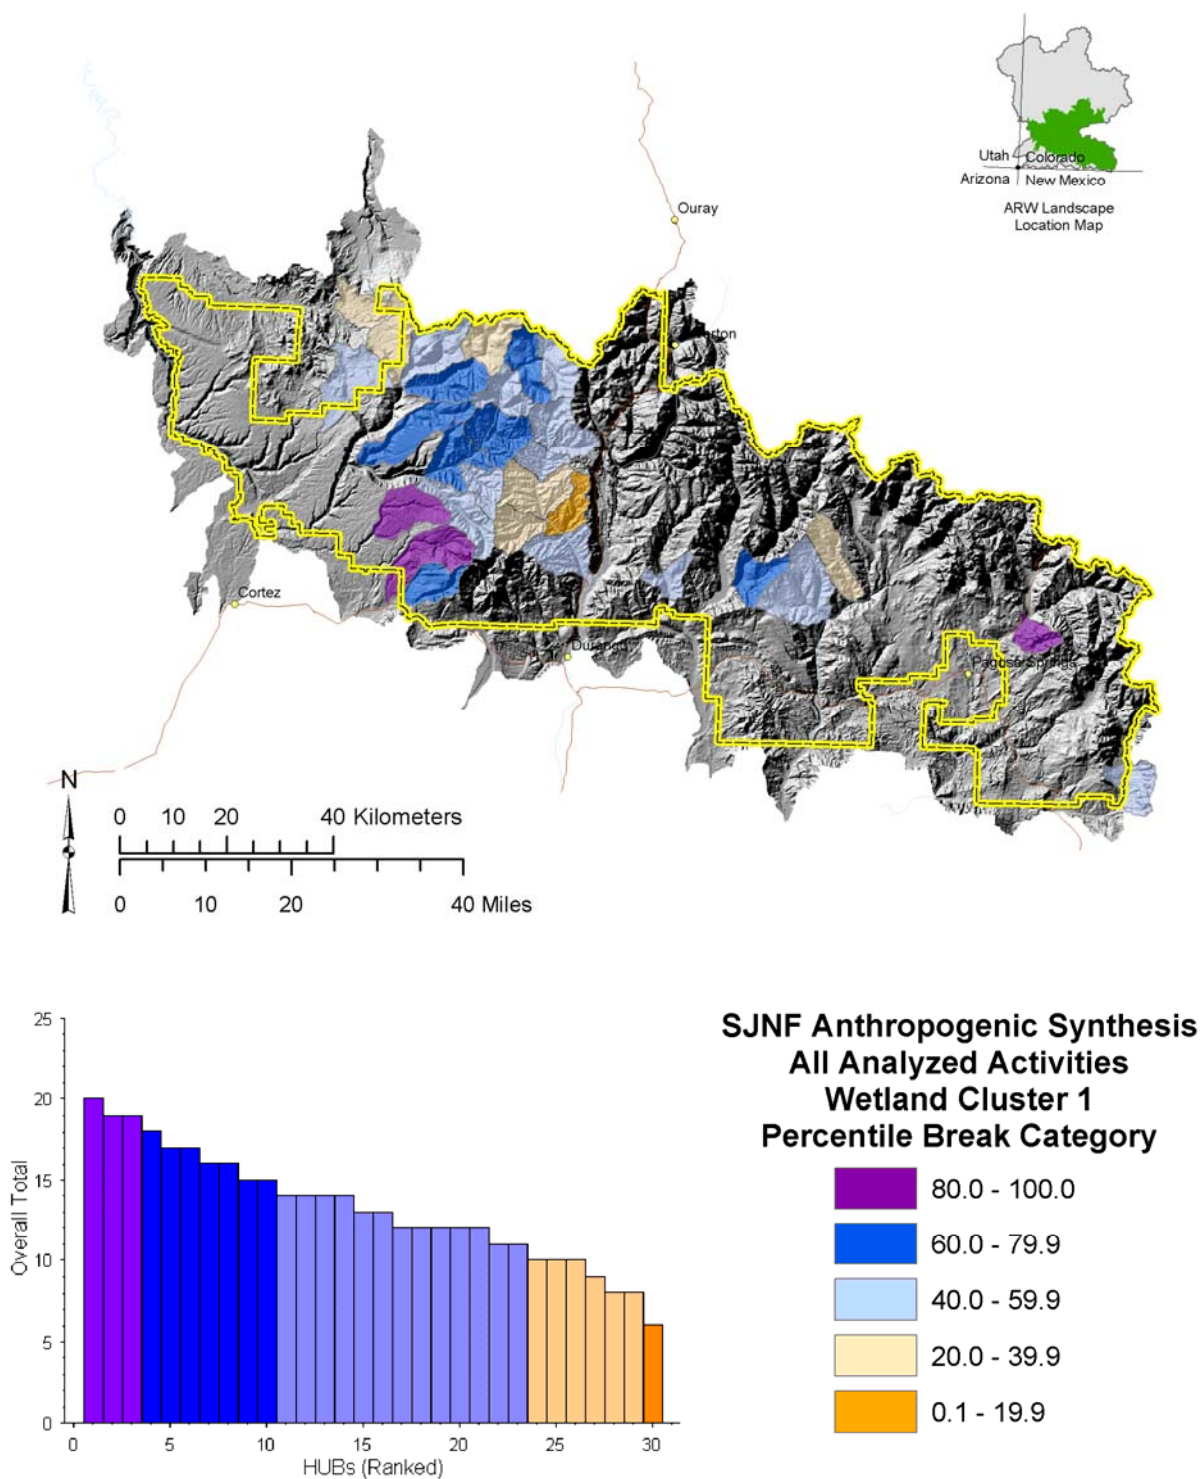 Utah Colorado
Arizona New Mexico
ARW Landscape
Location Map
Ouray
erton
Cortez
Durango
Pagosa Springs
N
0 10 20 40 Kilometers
0 10 20 40 Miles
SJNF Anthropogenic Synthesis
All Analyzed Activities
Wetland Cluster 1
Percentile Break Category
80.0 - 100.0
60.0 - 79.9
40.0 - 59.9
20.0 - 39.9
0.1 - 19.9
25
20
15
10
5
0
Overall Total
0 5 10 15 20 25 30
HUBs (Ranked)